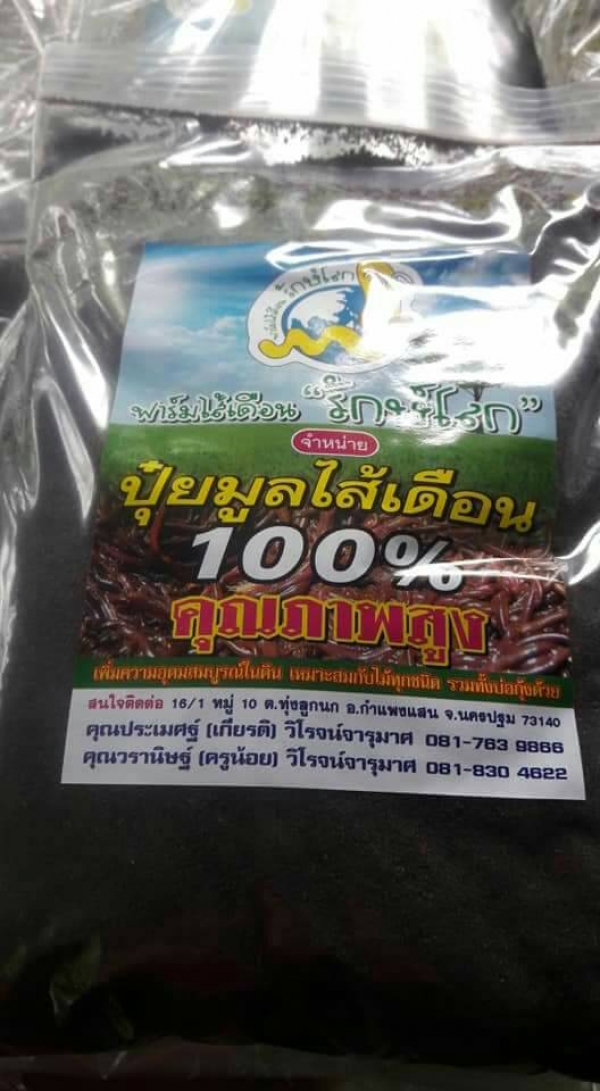 รักษ์โลก
ฟาร์มไส้เดือน "รักษ์โลก"
จำหน่าย
ปุ๋ยมูลไส้เดือน
100%
คุณภาพสูง
เพิ่มความอุดมสมบูรณ์ในดิน เหมาะสมกับไม้ทุกชนิด รวมทั้งบ่อกุ้งด้วย
สนใจติดต่อ 16/1 หมู่ 10 ต.ทุ่งลูกนก อ.กำแพงแสน จ.นครปฐม 73140
คุณประเมศฐ์ (เกียรติ) วิโรจน์จารุมาศ 081-763 9866
คุณวรานิษฐ์ (ครูน้อย) วิโรจน์จารุมาศ 081-830 4622